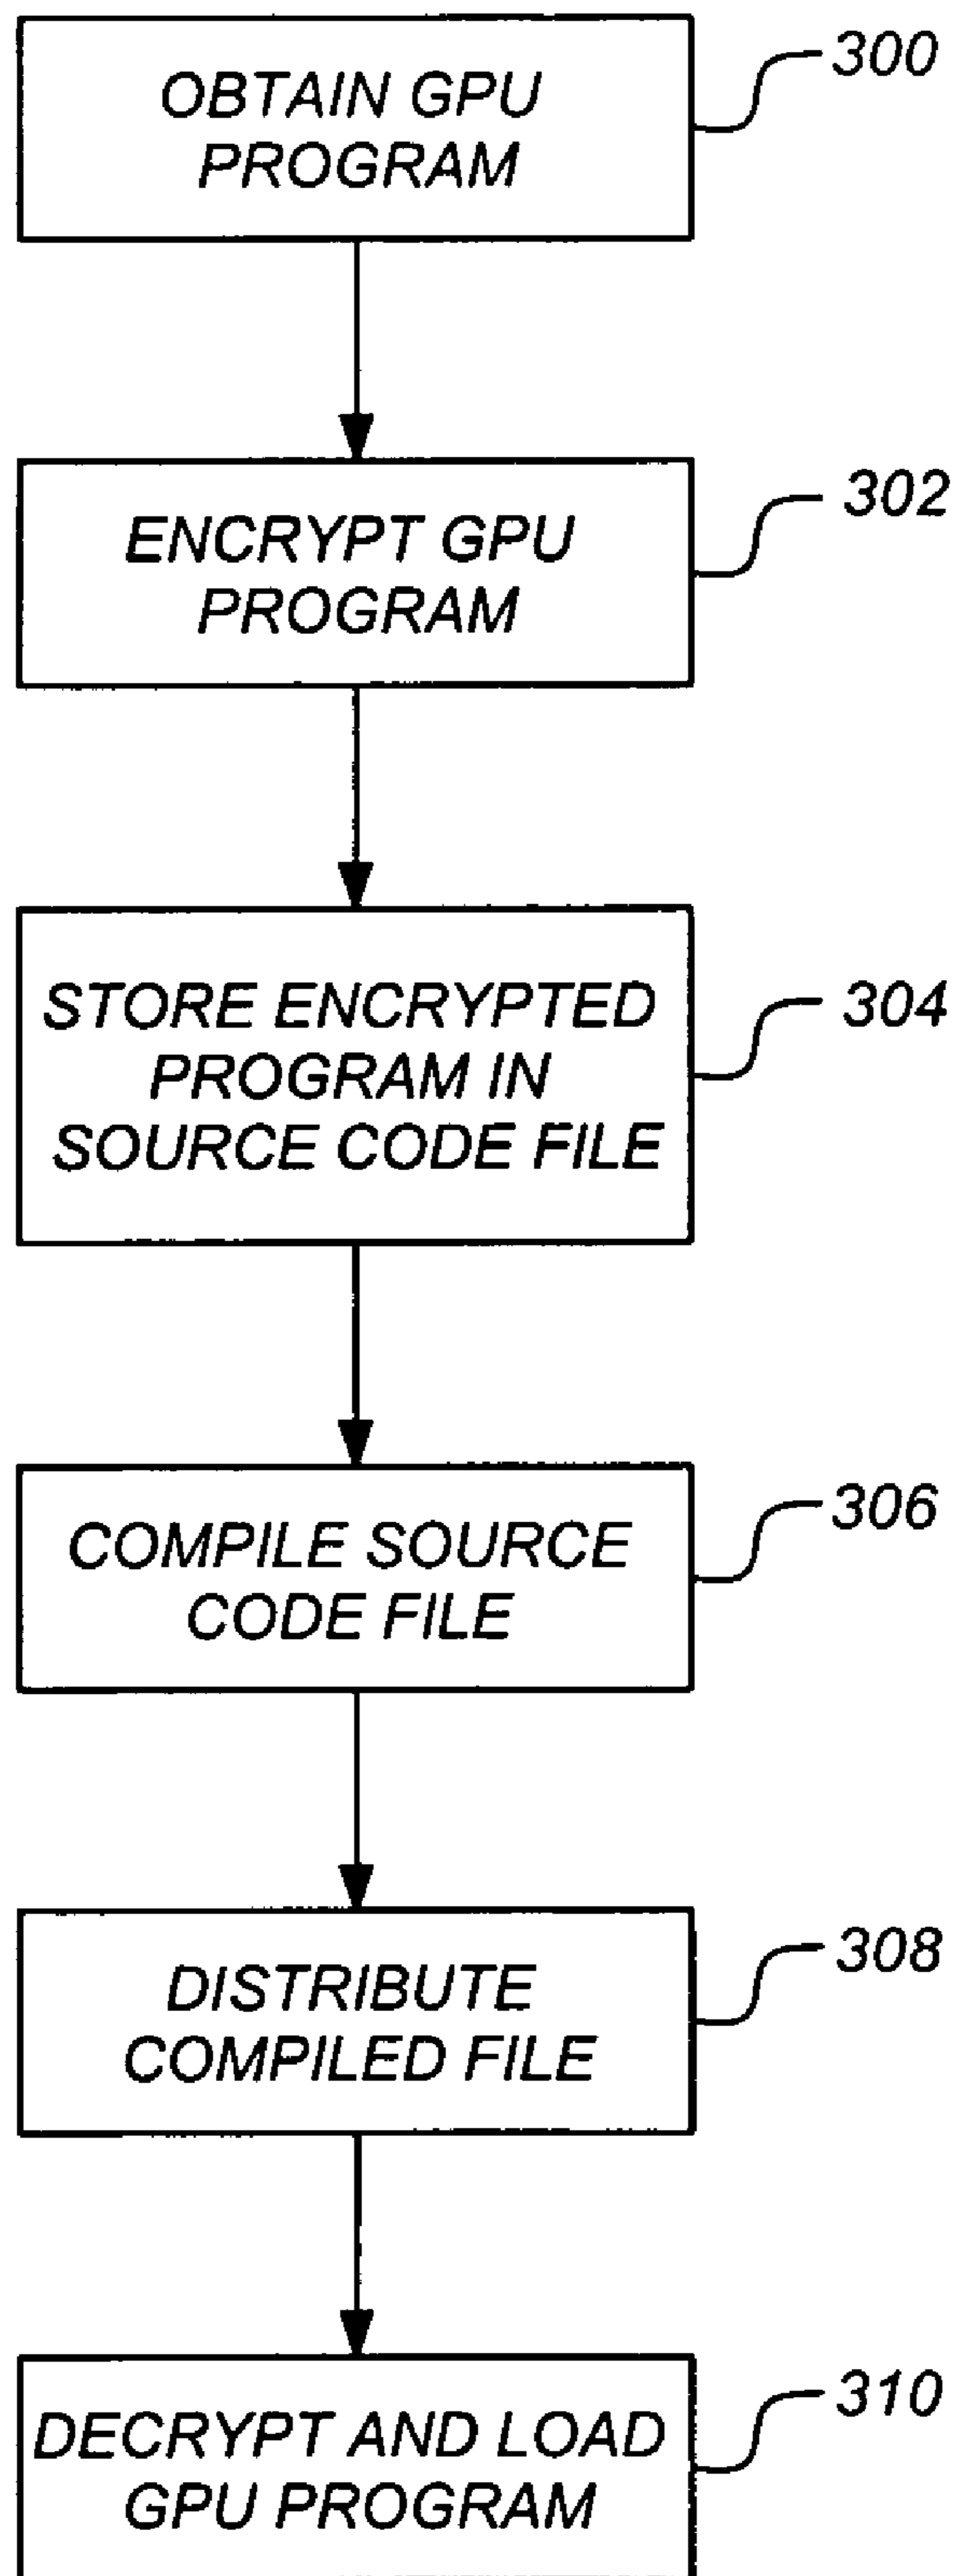 OBTAIN GPU
PROGRAM
300
ENCRYPT GPU
PROGRAM
302
STORE ENCRYPTED
PROGRAM IN
SOURCE CODE FILE
304
COMPILE SOURCE
CODE FILE
306
DISTRIBUTE
COMPILED FILE
308
DECRYPT AND LOAD
GPU PROGRAM
310